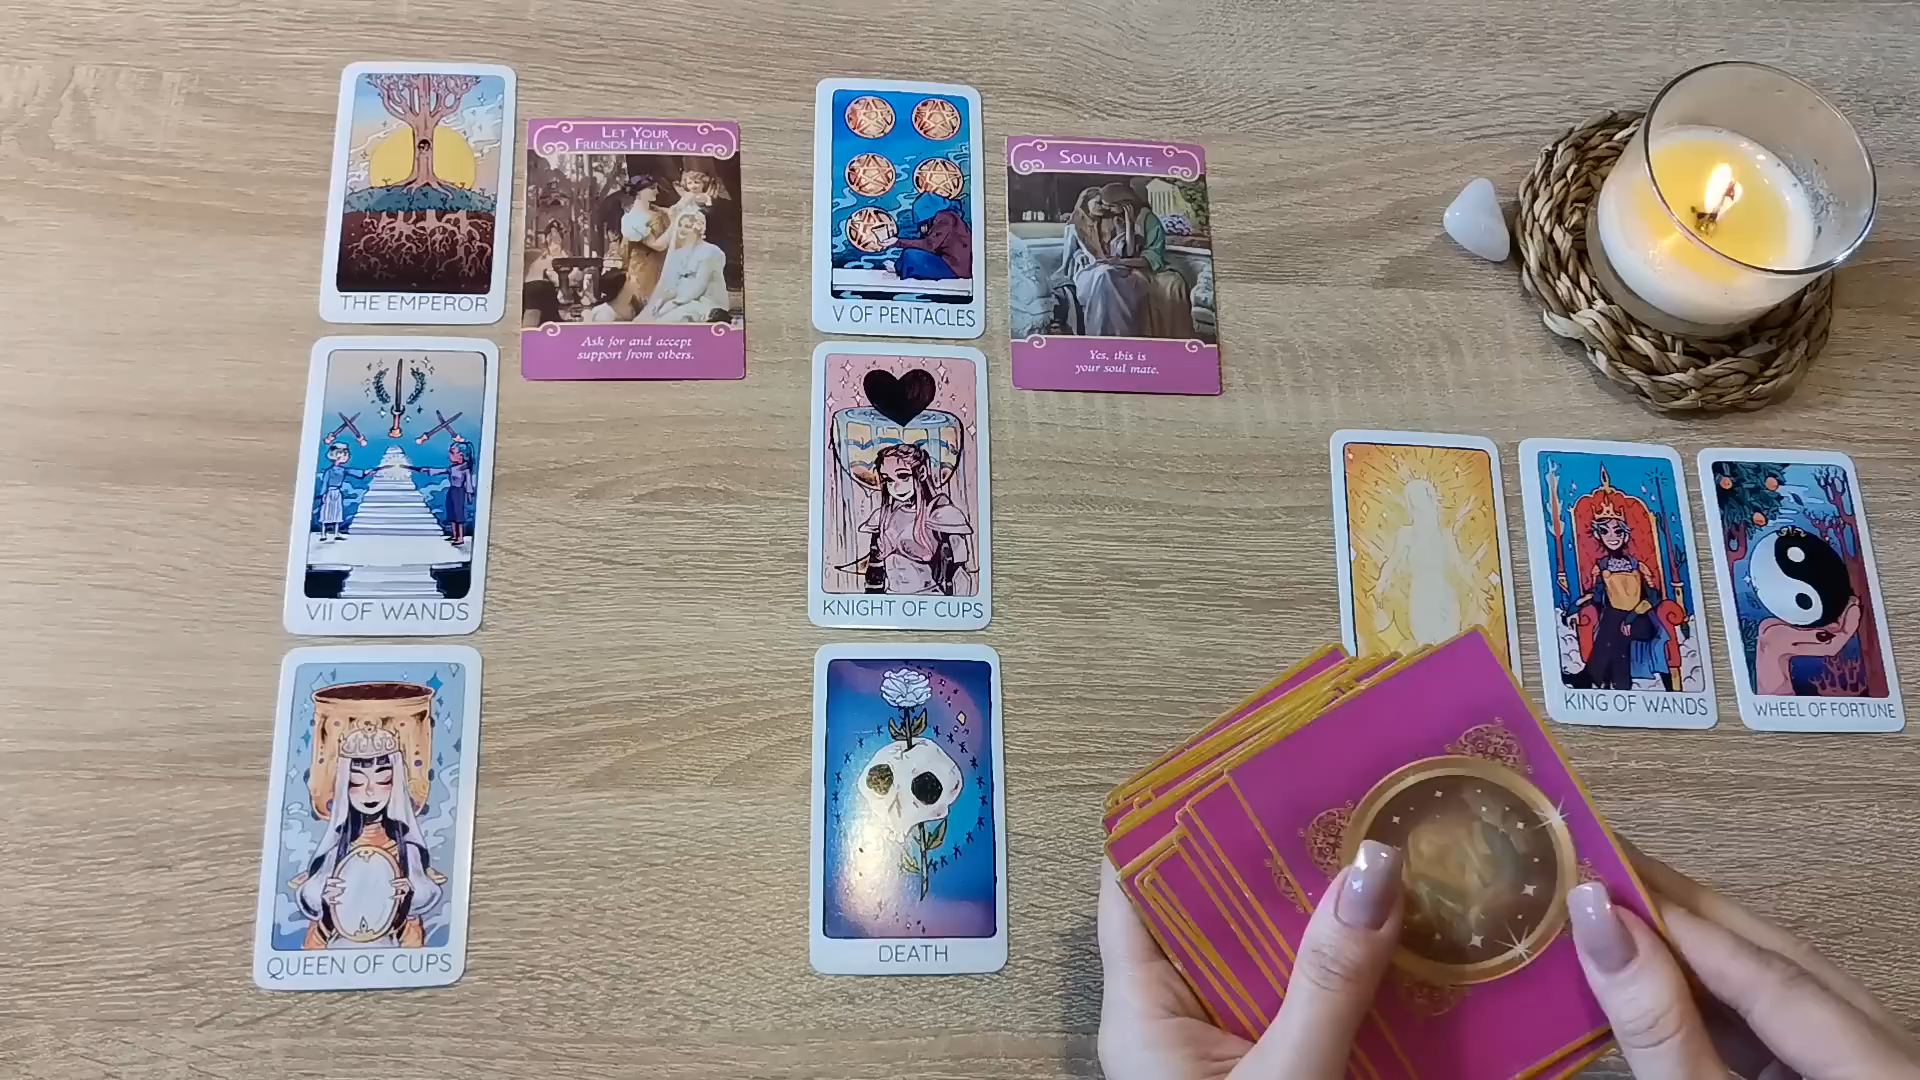 THE EMPEROR
LET YOUR
FRIENDS HELP YOU
Ask for and accept
support from others.
V OF PENTACLES
SOUL MATE
Yes, this is
your soul mate.
VII OF WANDS
KNIGHT OF CUPS
KING OF WANDS
WHEEL OF FORTUNE
QUEEN OF CUPS
DEATH